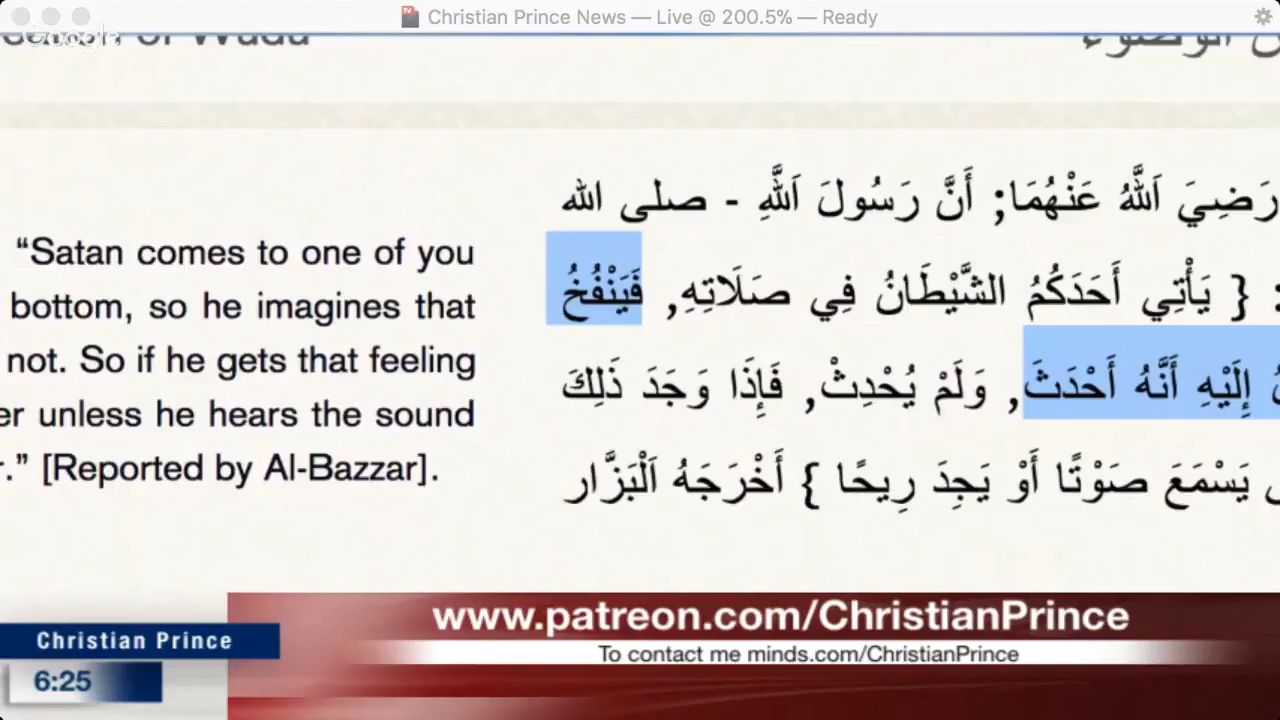 Christian Prince News — Live @ 200.5% — Ready
Google
الوضوء
رَضِيَ اَللَّهُ عَنْهُمَا; أَنَّ رَسُولَ اَللَّهِ - صلى الله
“Satan comes to one of you
: { يَأْتِي أَحَدَكُمُ الشَّيْطَانُ فِي صَلَاتِهِ, فَيَنْفُخُ
bottom, so he imagines that
إِلَيْهِ أَنَّهُ أَحْدَثَ, وَلَمْ يُحْدِثْ, فَإِذَا وَجَدَ ذَلِكَ
not. So if he gets that feeling
er unless he hears the sound
يَسْمَعَ صَوْتًا أَوْ يَجِدَ رِيحًا } أَخْرَجَهُ اَلْبَزَّار
r.” [Reported by Al-Bazzar].
www.patreon.com/ChristianPrince
To contact me minds.com/ChristianPrince
Christian Prince
6:25